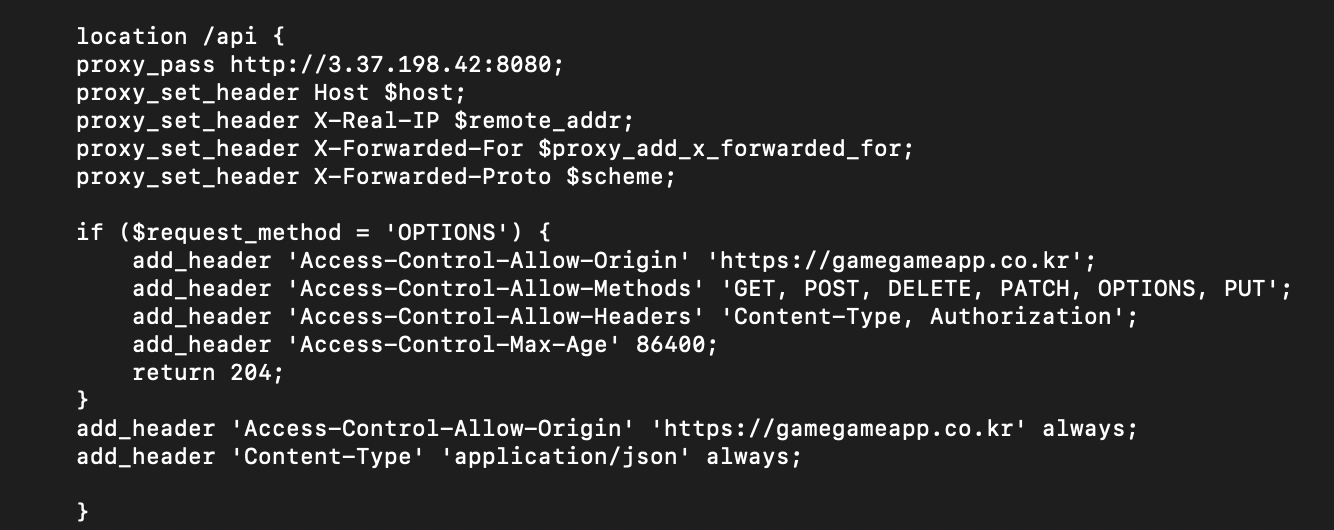 location /api {
proxy_pass http://3.37.198.42:8080;
proxy_set_header Host $host;
proxy_set_header X-Real-IP $remote_addr;
proxy_set_header X-Forwarded-For $proxy_add_x_forwarded_for;
proxy_set_header X-Forwarded-Proto $scheme;
if ($request_method = 'OPTIONS') {
add_header 'Access-Control-Allow-Origin' 'https://gamegameapp.co.kr';
add_header 'Access-Control-Allow-Methods' 'GET, POST, DELETE, PATCH, OPTIONS, PUT';
add_header 'Access-Control-Allow-Headers' 'Content-Type, Authorization';
add_header 'Access-Control-Max-Age' 86400;
return 204;
}
add_header 'Access-Control-Allow-Origin' 'https://gamegameapp.co.kr' always;
add_header 'Content-Type' 'application/json' always;
}